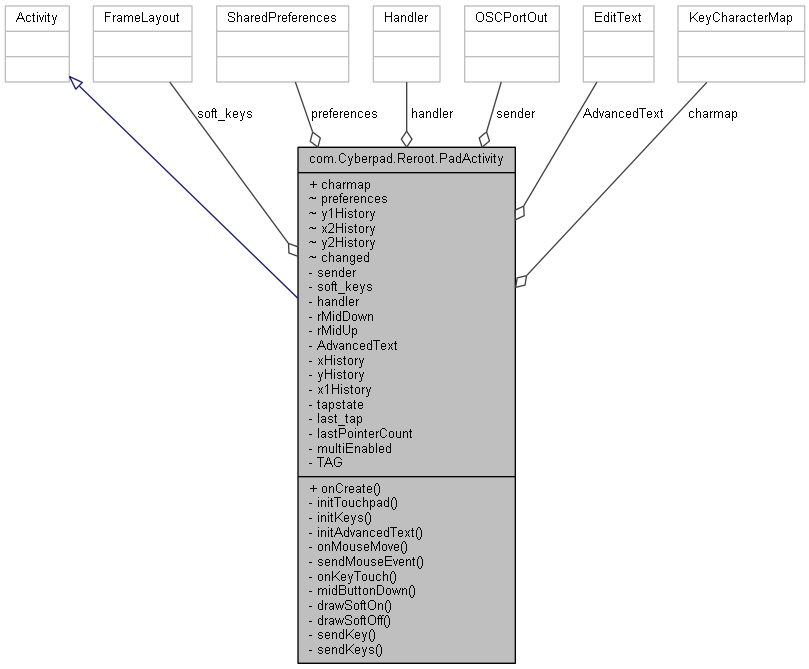 Activity
FrameLayout
SharedPreferences
Handler
OSCPortOut
EditText
KeyCharacterMap
soft_keys
preferences
handler
sender
AdvancedText
charmap
com.Cyberpad.Reroot.PadActivity
+ charmap
~ preferences
~ y1History
~ x2History
~ y2History
~ changed
- sender
- soft_keys
- handler
- rMidDown
- rMidUp
- AdvancedText
- xHistory
- yHistory
- x1History
- tapstate
- last_tap
- lastPointerCount
- multiEnabled
- TAG
+ onCreate()
- initTouchpad()
- initKeys()
- initAdvancedText()
- onMouseMove()
- sendMouseEvent()
- onKeyTouch()
- midButtonDown()
- drawSoftOn()
- drawSoftOff()
- sendKey()
- sendKeys()